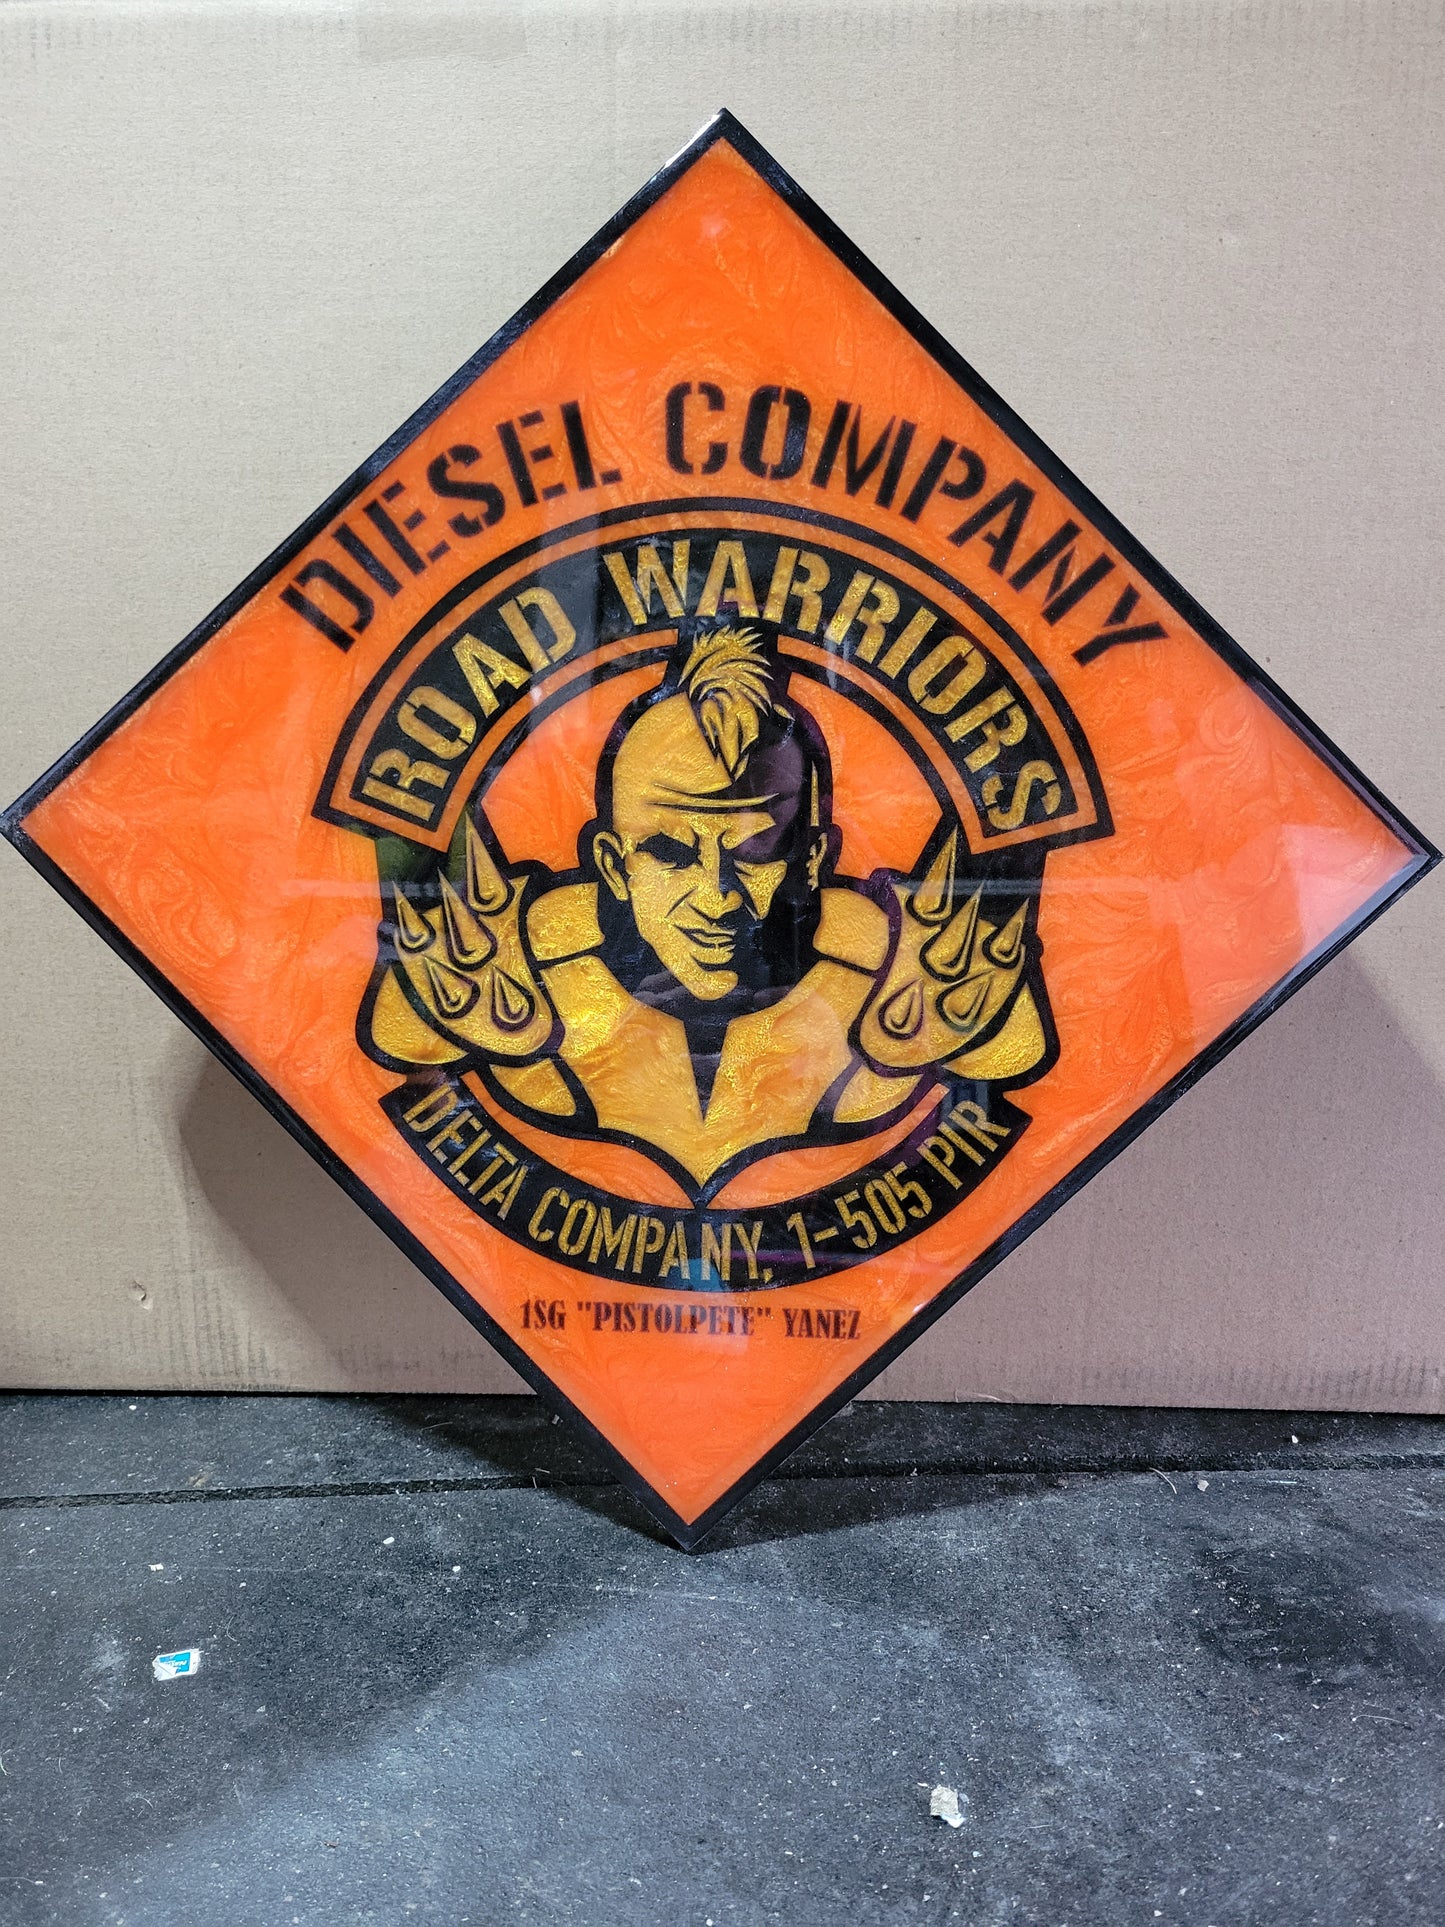 DIESEL COMPANY
ROAD WARRIORS
DELTA COMPANY, 1-505 PIR
1SG "PISTOLPETE" YANEZ